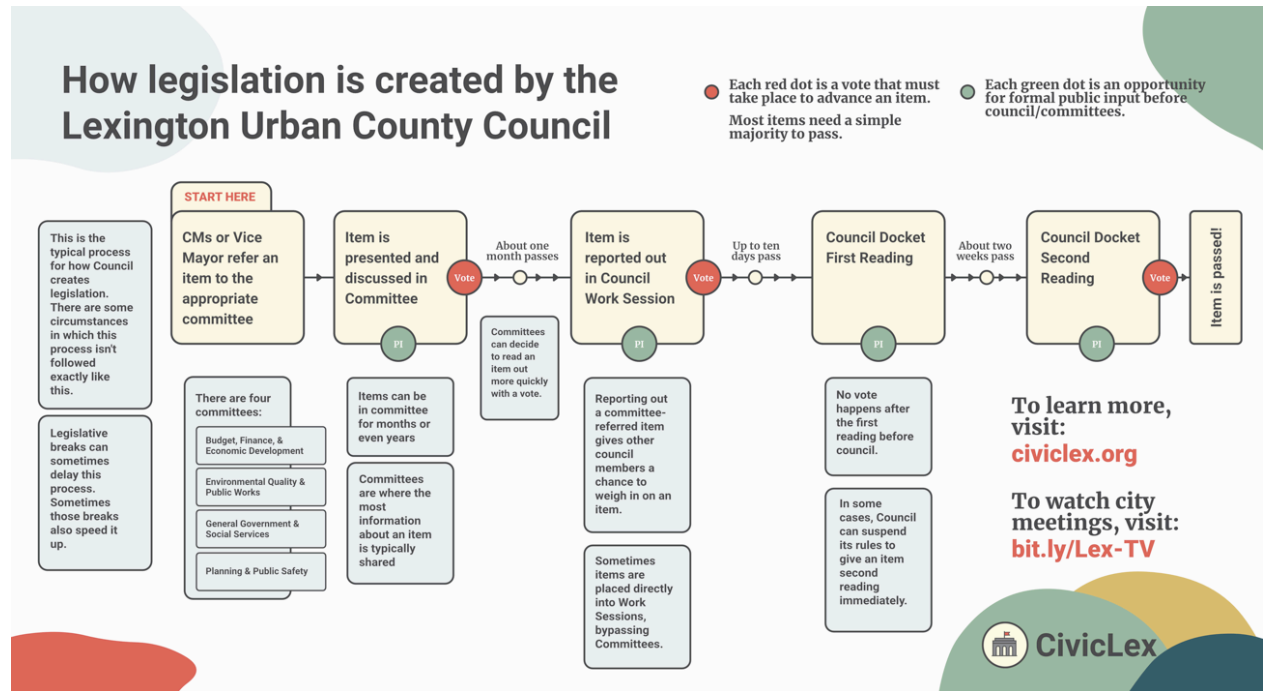 How legislation is created by the
Lexington Urban County Council
Each red dot is a vote that must
take place to advance an item.
Most items need a simple
majority to pass.
Each green dot is an opportunity
for formal public input before
council/committees.
This is the
typical process
for how Council
creates
legislation.
There are some
circumstances
in which this
process isn't
followed
exactly like
this.
Legislative
breaks can
sometimes
delay this
process.
Sometimes
those breaks
also speed it
up.
START HERE
CMs or Vice
Mayor refer an
item to the
appropriate
committee
There are four
committees:
Budget, Finance, &
Economic Development
Environmental Quality &
Public Works
General Government &
Social Services
Planning & Public Safety
Item is
presented and
discussed in
Committee
Vote
PI
Items can be
in committee
for months or
even years
Committees
are where the
most
information
about an item
is typically
shared
About one
month passes
Committees
can decide
to read an
item out
more quickly
with a vote.
Item is
reported out
in Council
Work Session
Vote
PI
Reporting out
a committee-
referred item
gives other
council
members a
chance to
weigh in on an
item.
Sometimes
items are
placed directly
into Work
Sessions,
bypassing
Committees.
Up to ten
days pass
Council Docket
First Reading
PI
No vote
happens after
the first
reading before
council.
In some
cases, Council
can suspend
its rules to
give an item
second
reading
immediately.
About two
weeks pass
Council Docket
Second
Reading
Vote
PI
Item is passed!
To learn more,
visit:
civiclex.org
To watch city
meetings, visit:
bit.ly/Lex-TV
CivicLex